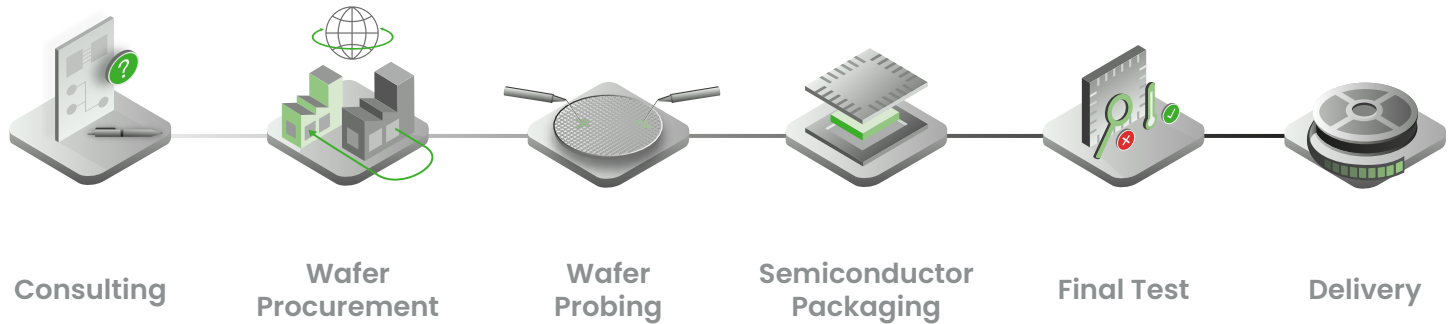 ?
Consulting
Wafer
Procurement
Wafer
Probing
Semiconductor
Packaging
Final Test
Delivery